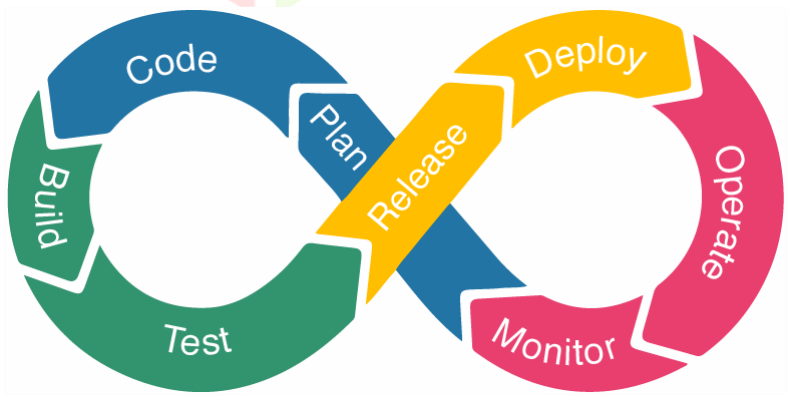 Plan
Code
Build
Test
Release
Deploy
Operate
Monitor